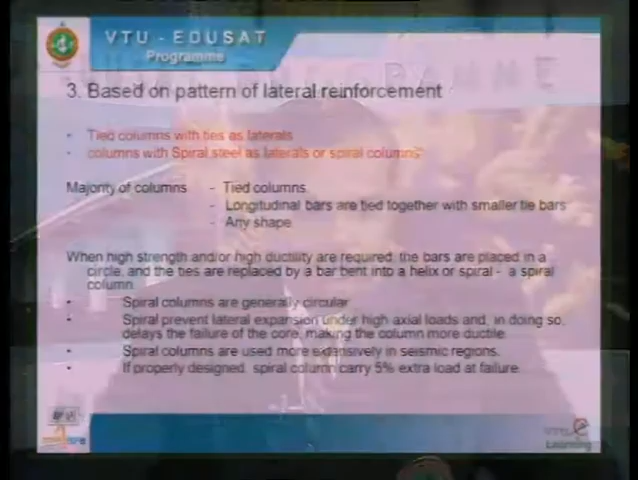 VTU - EDUSAT
Programme
3. Based on pattern of lateral reinforcement
• Tied columns with ties as laterals
- columns with Spiral steel as laterals or spiral columns
Majority of columns - Tied columns.
- Longitudinal bars are tied together with smaller tie bars
- Any shape
When high strength and/or high ductility are required, the bars are placed in a
circle, and the ties are replaced by a bar bent into a helix or spiral - a spiral
column.
• Spiral columns are generally circular
• Spiral prevent lateral expansion under high axial loads and, in doing so,
delays the failure of the core, making the column more ductile.
• Spiral columns are used more extensively in seismic regions.
• If properly designed, spiral column carry 5% extra load at failure
Learning